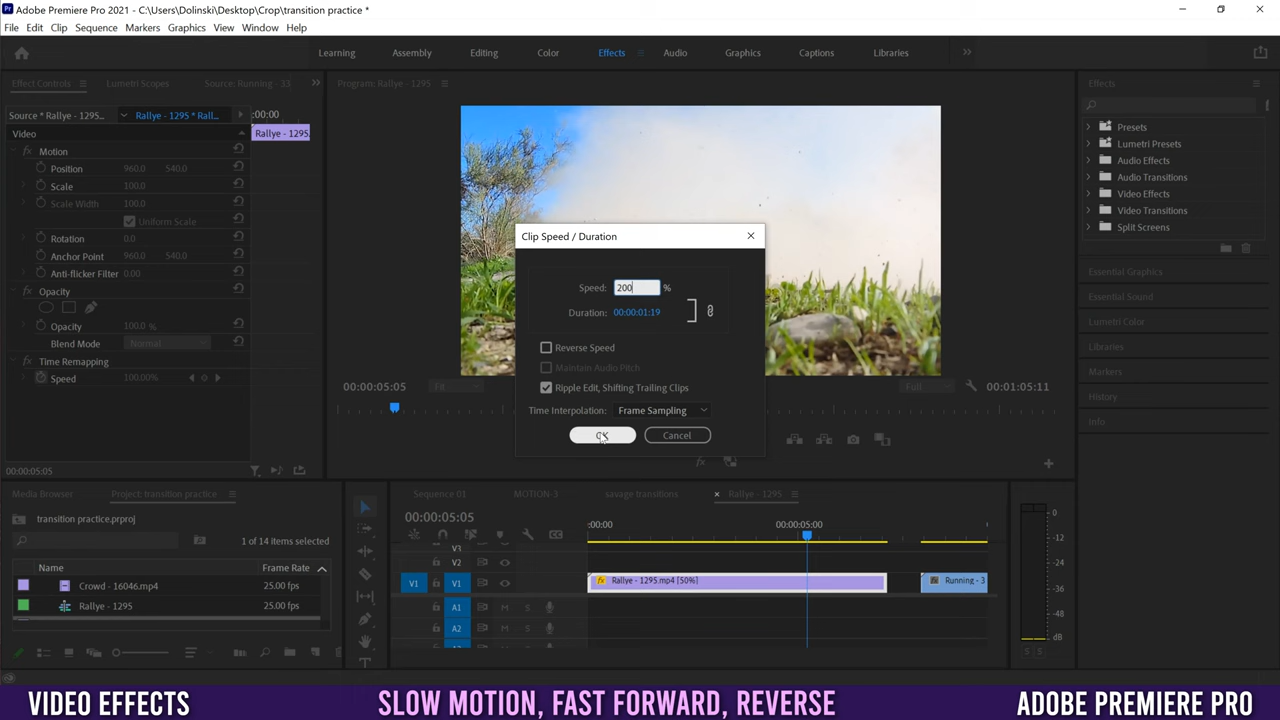 Adobe Premiere Pro 2021 - C:\Users\Dolinski\Desktop\Crop\transition practice *
File Edit Clip Sequence Markers Graphics View Window Help
Learning Assembly Editing Color Effects Audio Graphics Captions Libraries
Effect Controls Lumetri Scopes Source: Running - 33
Program: Rallye - 1295
Effects
Source * Rallye - 1295... Rallye - 1295 * Rall... :00:00
Video Rallye - 1295.
fx Motion
Position 960.0 540.0
Scale 100.0
Scale Width 100.0
Uniform Scale
Rotation 0.0
Anchor Point 960.0 540.0
Anti-flicker Filter 0.00
fx Opacity
Opacity 100.0 %
Blend Mode Normal
fx Time Remapping
Speed 100.00%
00:00:05:05
Clip Speed / Duration
Speed: 200 %
Duration: 00:00:01:19
Reverse Speed
Maintain Audio Pitch
Ripple Edit, Shifting Trailing Clips
Time Interpolation: Frame Sampling
OK Cancel
00:00:05:05 Fit Full 00:01:05:11
fx
Presets
Lumetri Presets
Audio Effects
Audio Transitions
Video Effects
Video Transitions
Split Screens
Essential Graphics
Essential Sound
Lumetri Color
Libraries
Markers
History
Info
Media Browser Project: transition practice
transition practice.prproj
1 of 14 items selected
Name Frame Rate
Crowd - 16046.mp4 25.00 fps
Rallye - 1295 25.00 fps
Sequence 01 MOTION-3 savage transitions × Rallye - 1295
00:00:05:05
:00:00 00:00:05:00
V3
V2
V1 V1 fx Rallye - 1295.mp4 [50%] fx Running - 3
A1 M S
A2 M S
0
-12
-24
-36
-48
dB
S S
VIDEO EFFECTS SLOW MOTION, FAST FORWARD, REVERSE ADOBE PREMIERE PRO